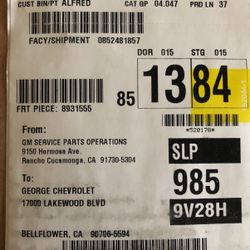 CUST BIN/PT ALFRED CAT GP 04.047 PRD LN 37
FACY/SHIPMENT 0852481857
DOR 015 STG 015
85 13 84
FRT PIECE: 8931555
*520178*
From:
GM SERVICE PARTS OPERATIONS
9150 Hermosa Ave.
Rancho Cucamonga, CA 91730-5304
SLP
To:
985
GEORGE CHEVROLET
17000 LAKEWOOD BLVD
9V28H
BELLFLOWER, CA 90706-5594